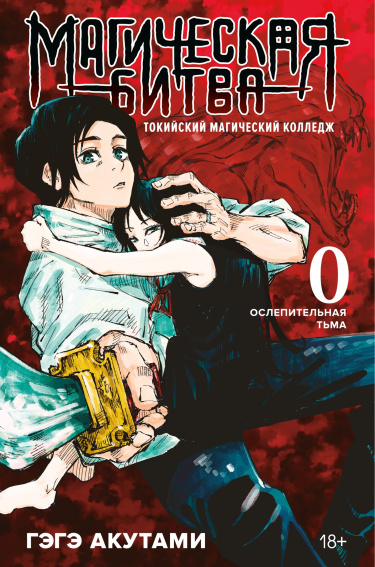 МАГИЧЕСКАЯ
БИТВА
ТОКИЙСКИЙ МАГИЧЕСКИЙ КОЛЛЕДЖ
0
ОСЛЕПИТЕЛЬНАЯ
ТЬМА
ГЭГЭ АКУТАМИ
18+